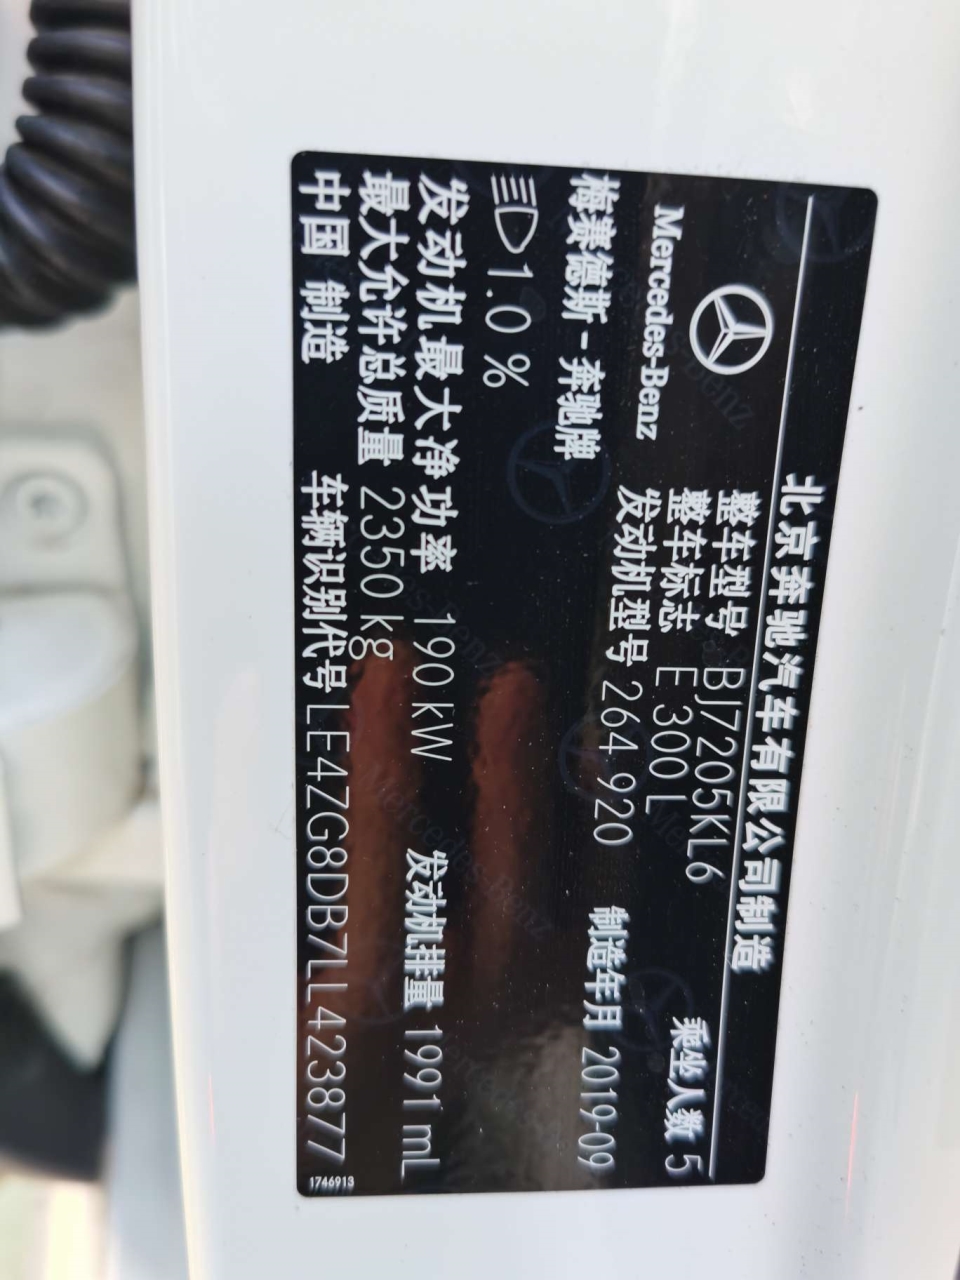 北京奔驰汽车有限公司制造
Mercedes-Benz
梅赛德斯-奔驰牌
整车型号 BJ7205KL6
整车标志 E 300 L
乘坐人数 5
发动机型号 264 920
制造年月 2019-09
1.0 %
发动机最大净功率 190 kW
发动机排量 1991 mL
最大允许总质量 2350 kg
中国 制造
车辆识别代号 LE4ZG8DB7LL423877
1746913